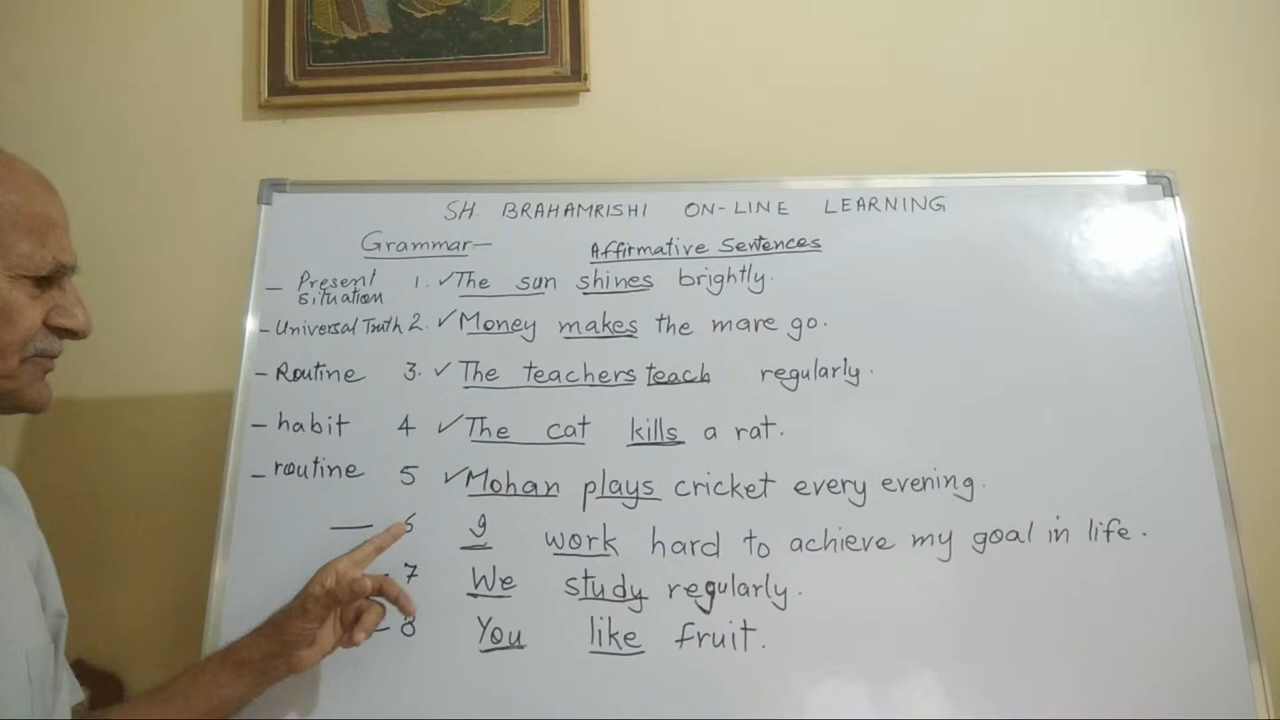 SH. BRAHAMRISHI ON-LINE LEARNING
Grammar— Affirmative Sentences
— Present Situation 1. ✓The sun shines brightly.
— Universal Truth 2. ✓Money makes the mare go.
— Routine 3. ✓ The teachers teach regularly.
— habit 4 ✓The cat kills a rat.
— routine 5 ✓Mohan plays cricket every evening.
— 6 I work hard to achieve my goal in life.
— 7 We study regularly.
— 8 You like fruit.